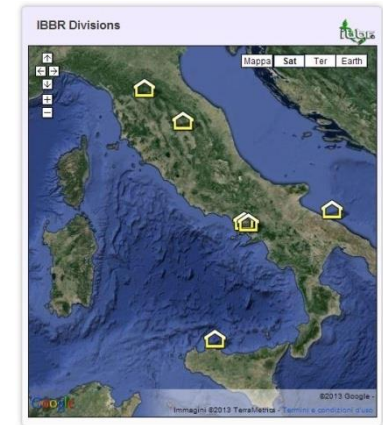 IBBR Divisions
ibbr
Mappa Sat Ter Earth
Google
©2013 Google -
Immagini ©2013 TerraMetrics - Termini e condizioni d'uso